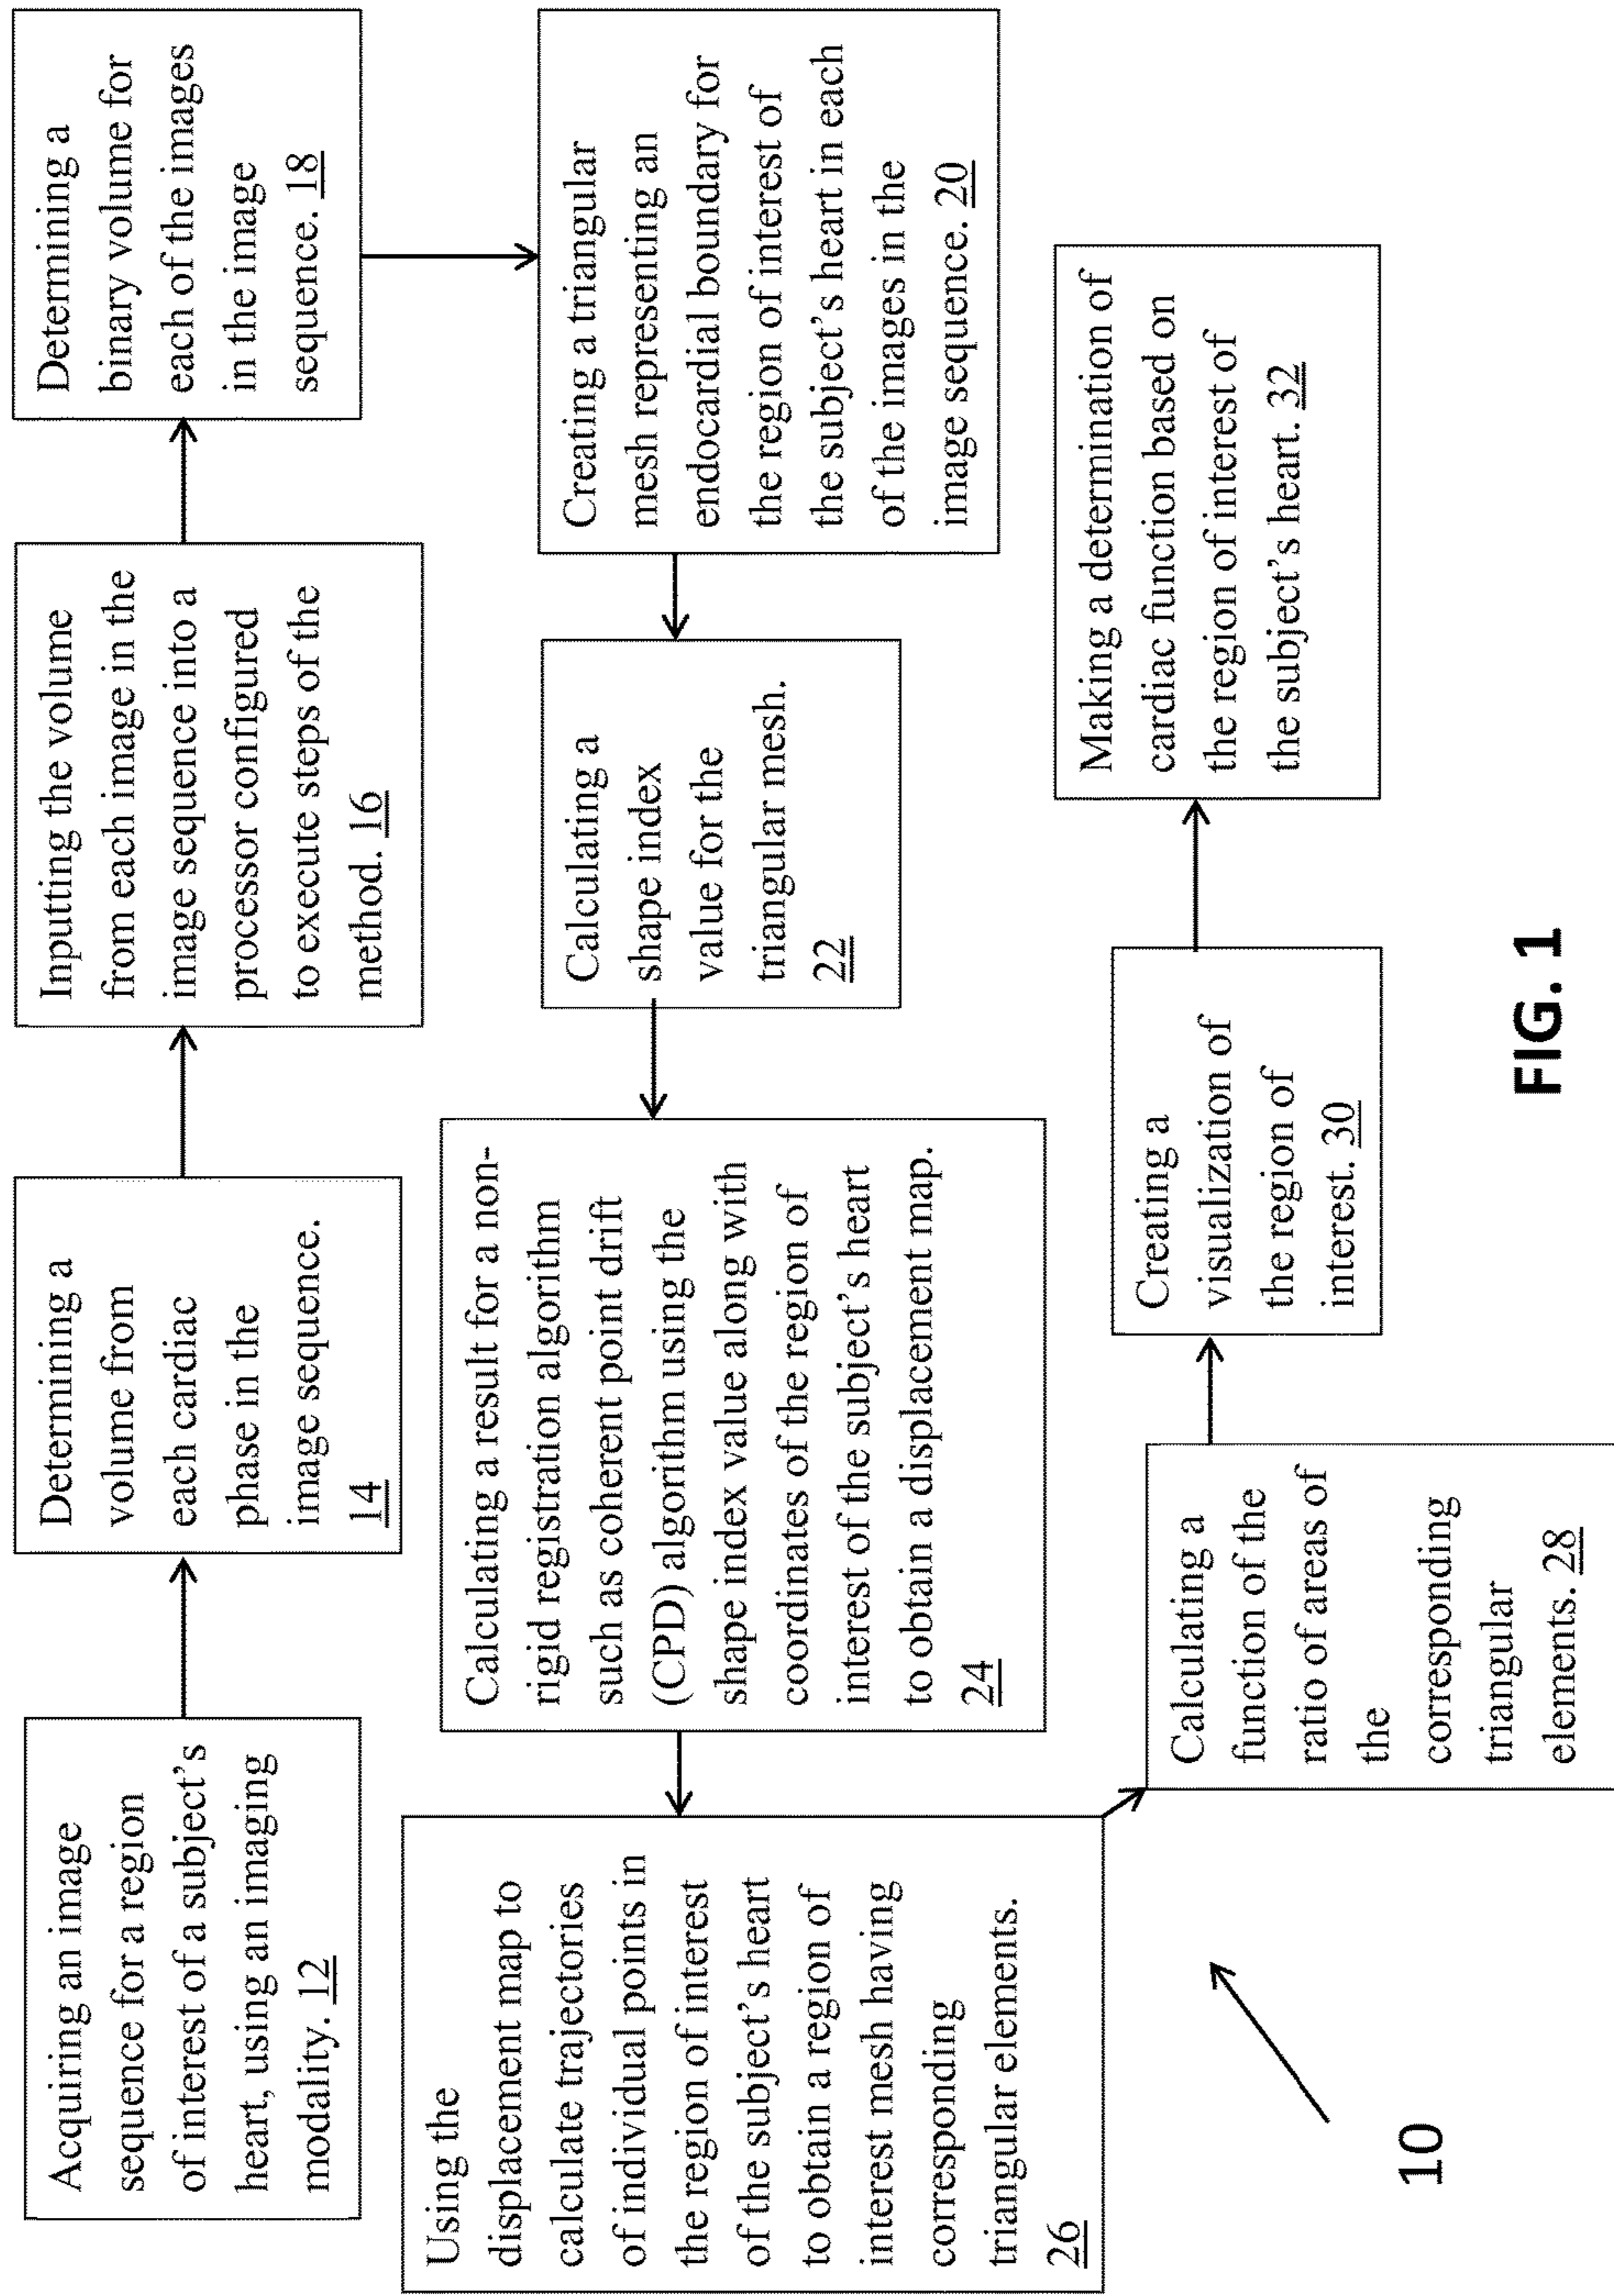 Acquiring an image
sequence for a region
of interest of a subject's
heart, using an imaging
modality. 12
Determining a
volume from
each cardiac
phase in the
image sequence.
14
Inputting the volume
from each image in the
image sequence into a
processor configured
to execute steps of the
method. 16
Determining a
binary volume for
each of the images
in the image
sequence. 18
Creating a triangular
mesh representing an
endocardial boundary for
the region of interest of
the subject's heart in each
of the images in the
image sequence. 20
Calculating a
shape index
value for the
triangular mesh.
22
Calculating a result for a non-
rigid registration algorithm
such as coherent point drift
(CPD) algorithm using the
shape index value along with
coordinates of the region of
interest of the subject's heart
to obtain a displacement map.
24
Using the
displacement map to
calculate trajectories
of individual points in
the region of interest
of the subject's heart
to obtain a region of
interest mesh having
corresponding
triangular elements.
26
Calculating a
function of the
ratio of areas of
the
corresponding
triangular
elements. 28
Creating a
visualization of
the region of
interest. 30
Making a determination of
cardiac function based on
the region of interest of
the subject's heart. 32
10
FIG. 1